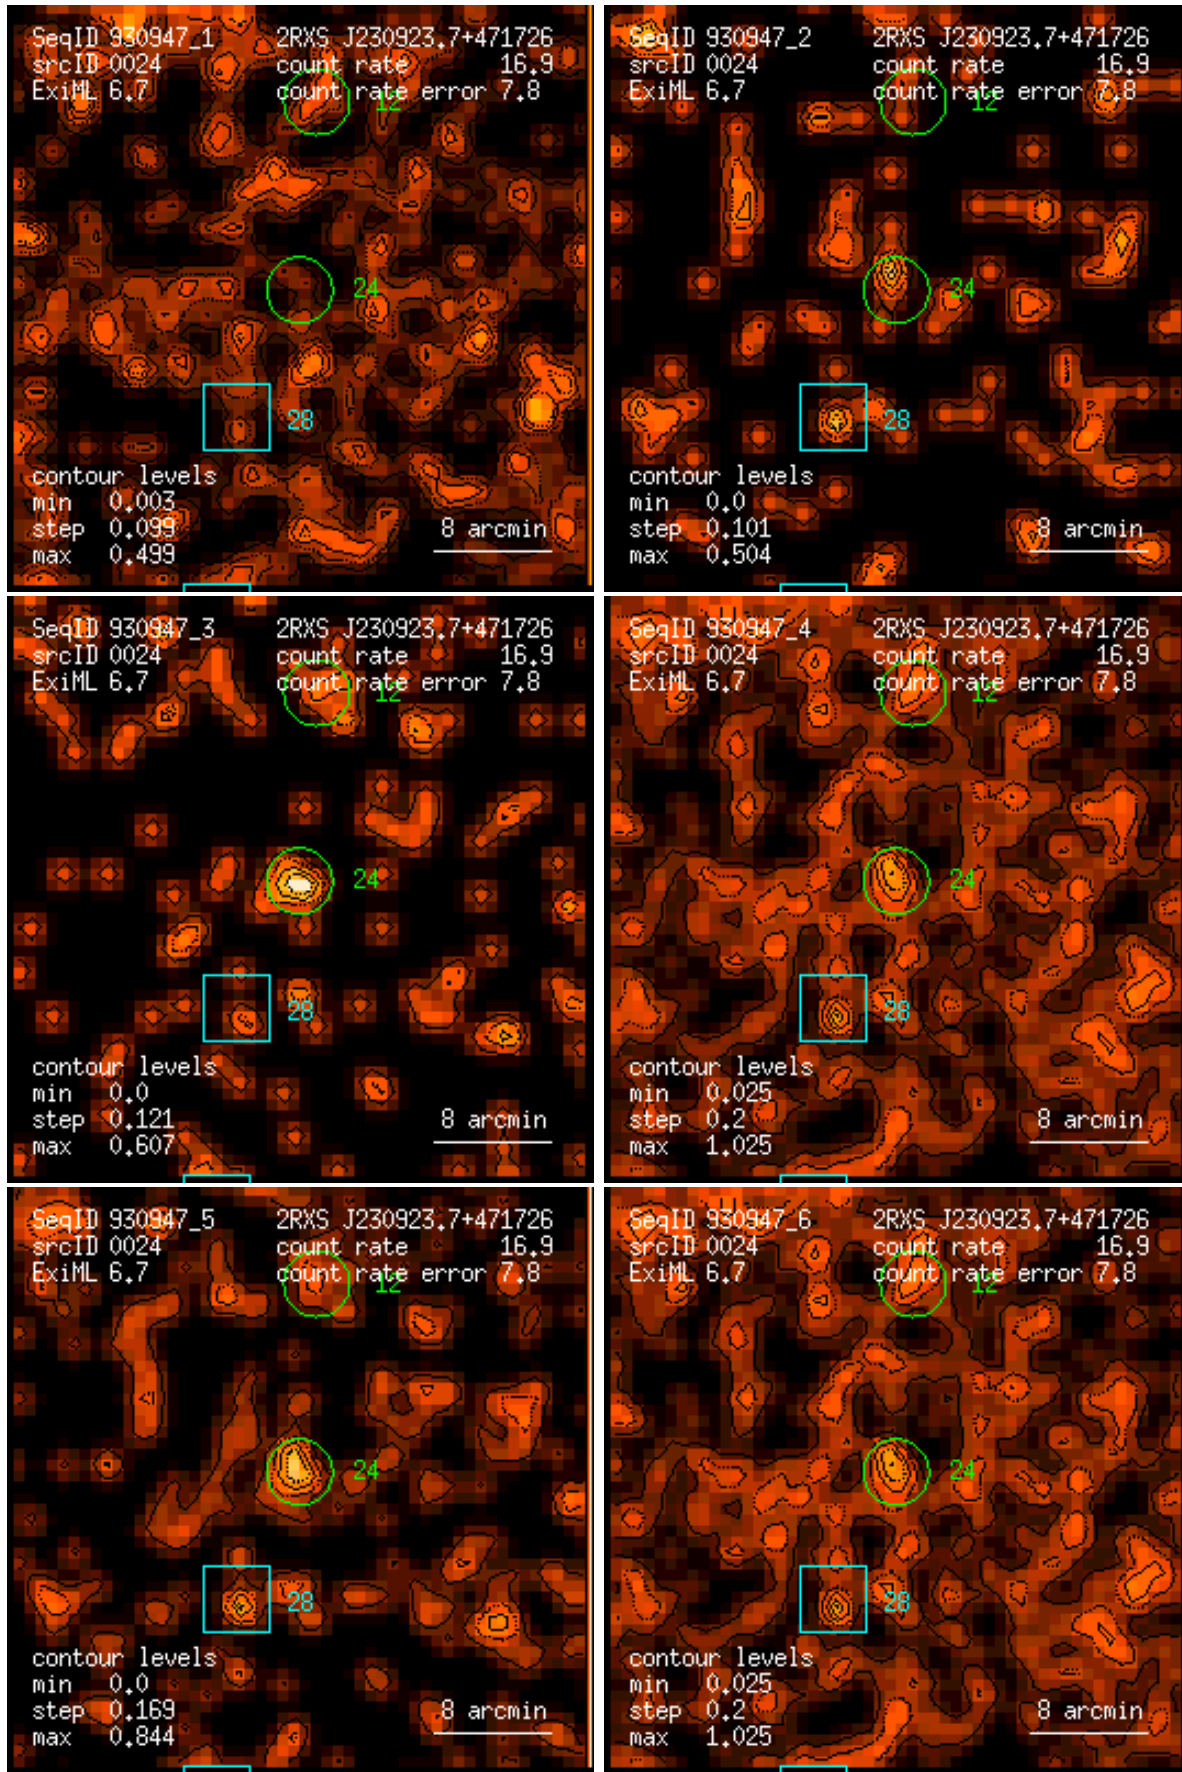 SeqID 930947_1 2RXS J230923.7+471726
srcID 0024 count rate 16.9
ExiML 6.7 count rate error 7.8
12
24
28
contour levels
min 0.003
step 0.099 8 arcmin
max 0.499
SeqID 930947_2 2RXS J230923.7+471726
srcID 0024 count rate 16.9
ExiML 6.7 count rate error 7.8
12
24
28
contour levels
min 0.0
step 0.101 8 arcmin
max 0.504
SeqID 930947_3 2RXS J230923.7+471726
srcID 0024 count rate 16.9
ExiML 6.7 count rate error 7.8
12
24
28
contour levels
min 0.0
step 0.121 8 arcmin
max 0.607
SeqID 930947_4 2RXS J230923.7+471726
srcID 0024 count rate 16.9
ExiML 6.7 count rate error 7.8
12
24
28
contour levels
min 0.025
step 0.2 8 arcmin
max 1.025
SeqID 930947_5 2RXS J230923.7+471726
srcID 0024 count rate 16.9
ExiML 6.7 count rate error 7.8
12
24
28
contour levels
min 0.0
step 0.169 8 arcmin
max 0.844
SeqID 930947_6 2RXS J230923.7+471726
srcID 0024 count rate 16.9
ExiML 6.7 count rate error 7.8
12
24
28
contour levels
min 0.025
step 0.2 8 arcmin
max 1.025